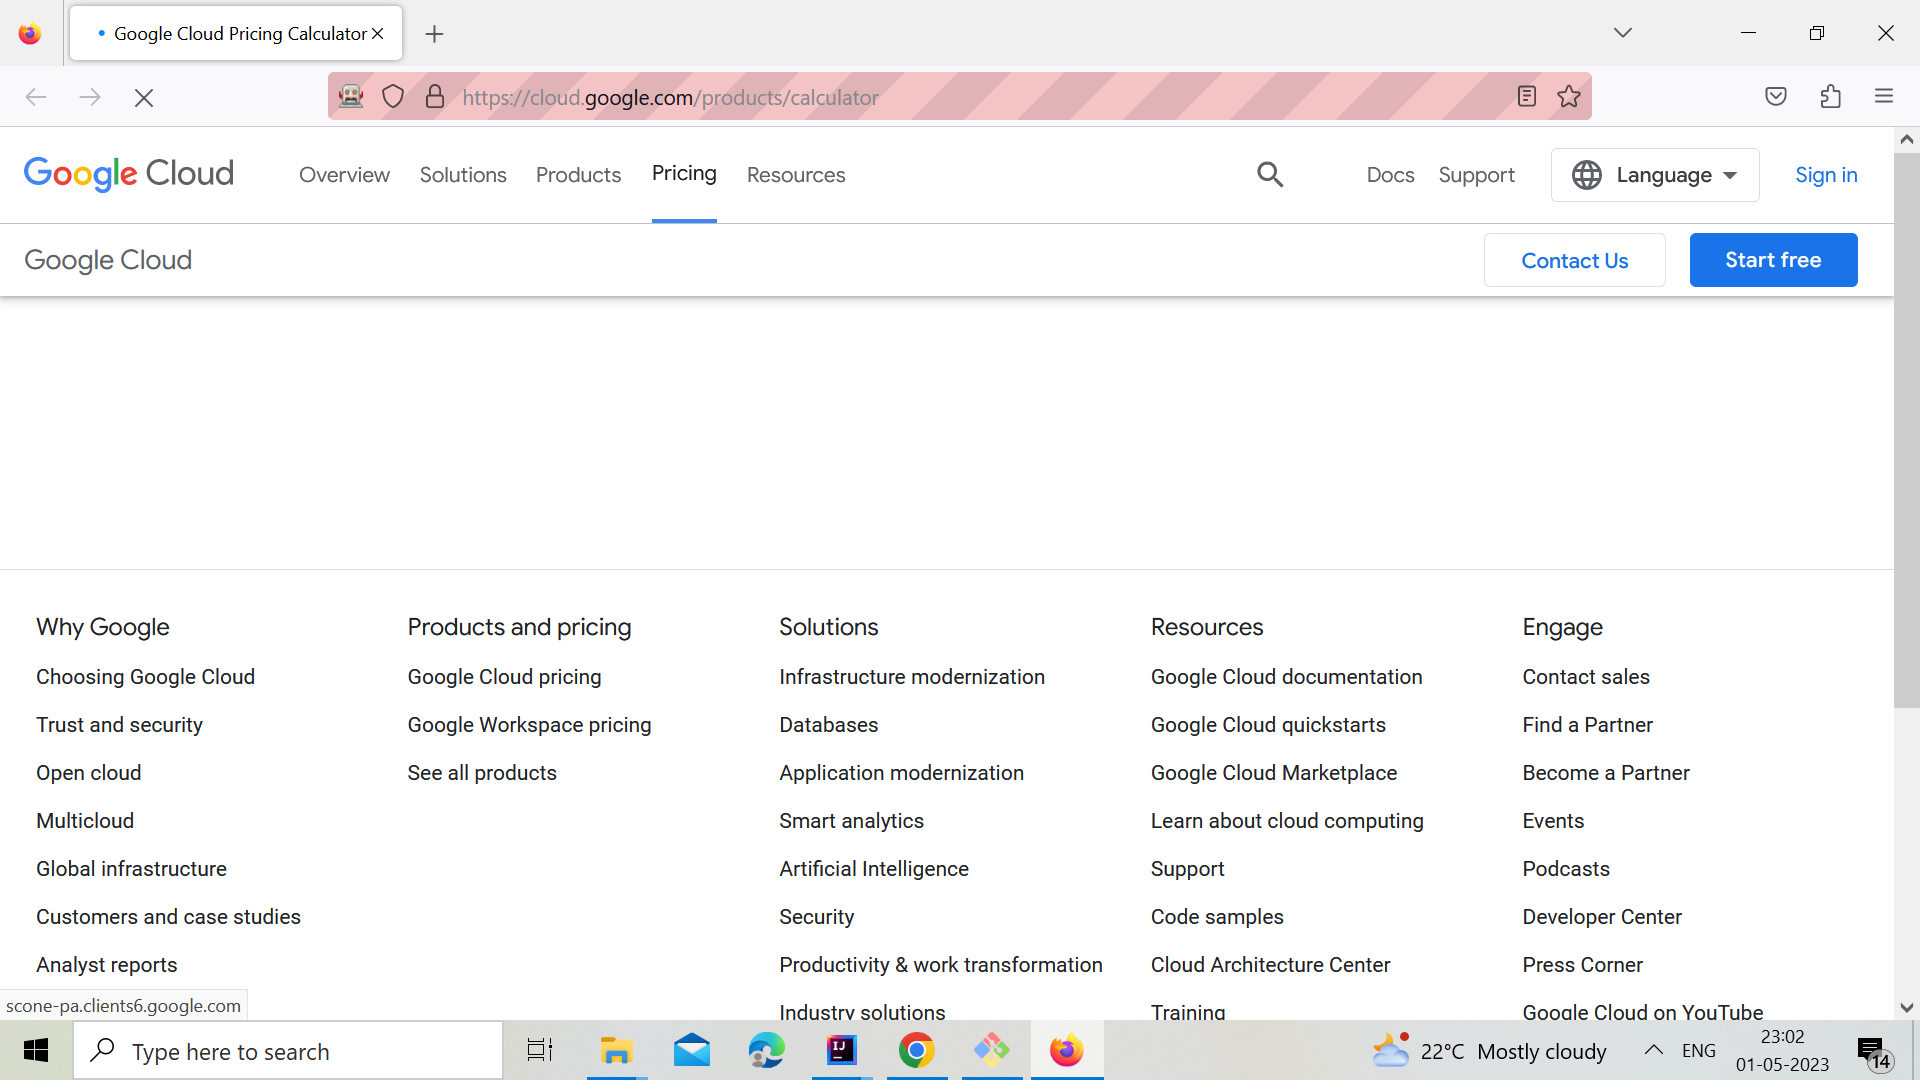 Google Cloud Pricing Calculator
https://cloud.google.com/products/calculator
Google Cloud Overview Solutions Products Pricing Resources Docs Support Language Sign in
Google Cloud Contact Us Start free
Why Google
Choosing Google Cloud
Trust and security
Open cloud
Multicloud
Global infrastructure
Customers and case studies
Analyst reports
Products and pricing
Google Cloud pricing
Google Workspace pricing
See all products
Solutions
Infrastructure modernization
Databases
Application modernization
Smart analytics
Artificial Intelligence
Security
Productivity & work transformation
Industry solutions
Resources
Google Cloud documentation
Google Cloud quickstarts
Google Cloud Marketplace
Learn about cloud computing
Support
Code samples
Cloud Architecture Center
Training
Engage
Contact sales
Find a Partner
Become a Partner
Events
Podcasts
Developer Center
Press Corner
Google Cloud on YouTube
scone-pa.clients6.google.com
Type here to search
IJ
22°C Mostly cloudy
ENG
23:02
01-05-2023
14